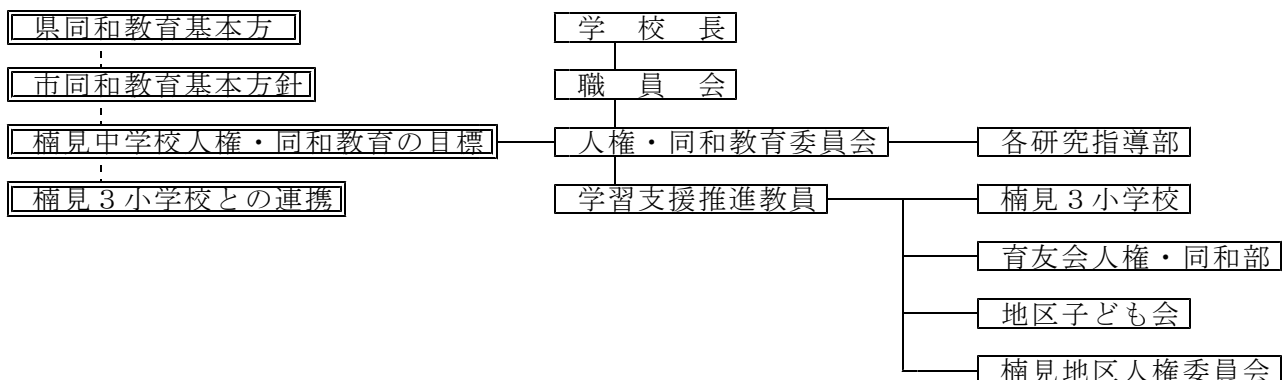 県同和教育基本方 学校長
市同和教育基本方針 職員会
楠見中学校人権・同和教育の目標 人権・同和教育委員会 各研究指導部
楠見3小学校との連携 学習支援推進教員 楠見3小学校
育友会人権・同和部
地区子ども会
楠見地区人権委員会